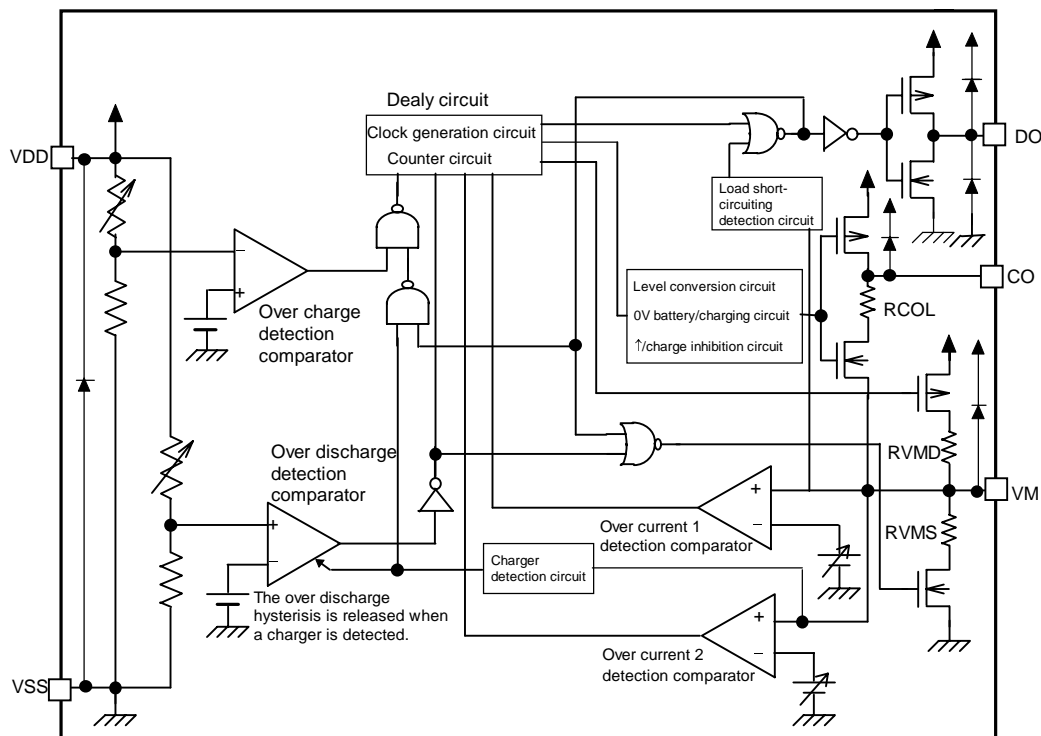 Dealy circuit
Clock generation circuit
Counter circuit
VDD
DO
Load short-
circuiting
detection circuit
CO
Level conversion circuit
0V battery/charging circuit
↑/charge inhibition circuit
RCOL
−
+
Over charge
detection
comparator
Over discharge
detection
comparator
RVMD
+
−
VM
Over current 1
detection comparator
RVMS
+
−
Charger
detection circuit
The over discharge
hysterisis is released when
a charger is detected.
+
−
Over current 2
detection comparator
VSS